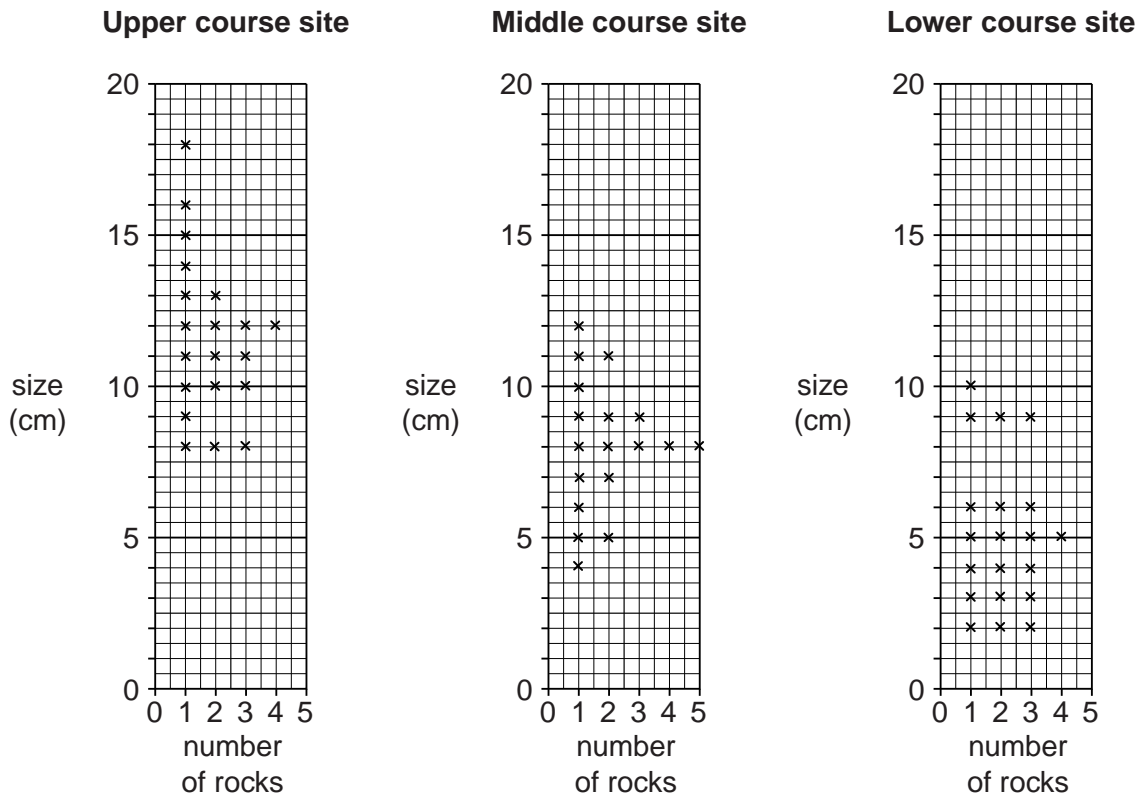 Upper course site
20
15
10
5
0
size
(cm)
0 1 2 3 4 5
number
of rocks
Middle course site
20
15
10
5
0
size
(cm)
0 1 2 3 4 5
number
of rocks
Lower course site
20
15
10
5
0
size
(cm)
0 1 2 3 4 5
number
of rocks